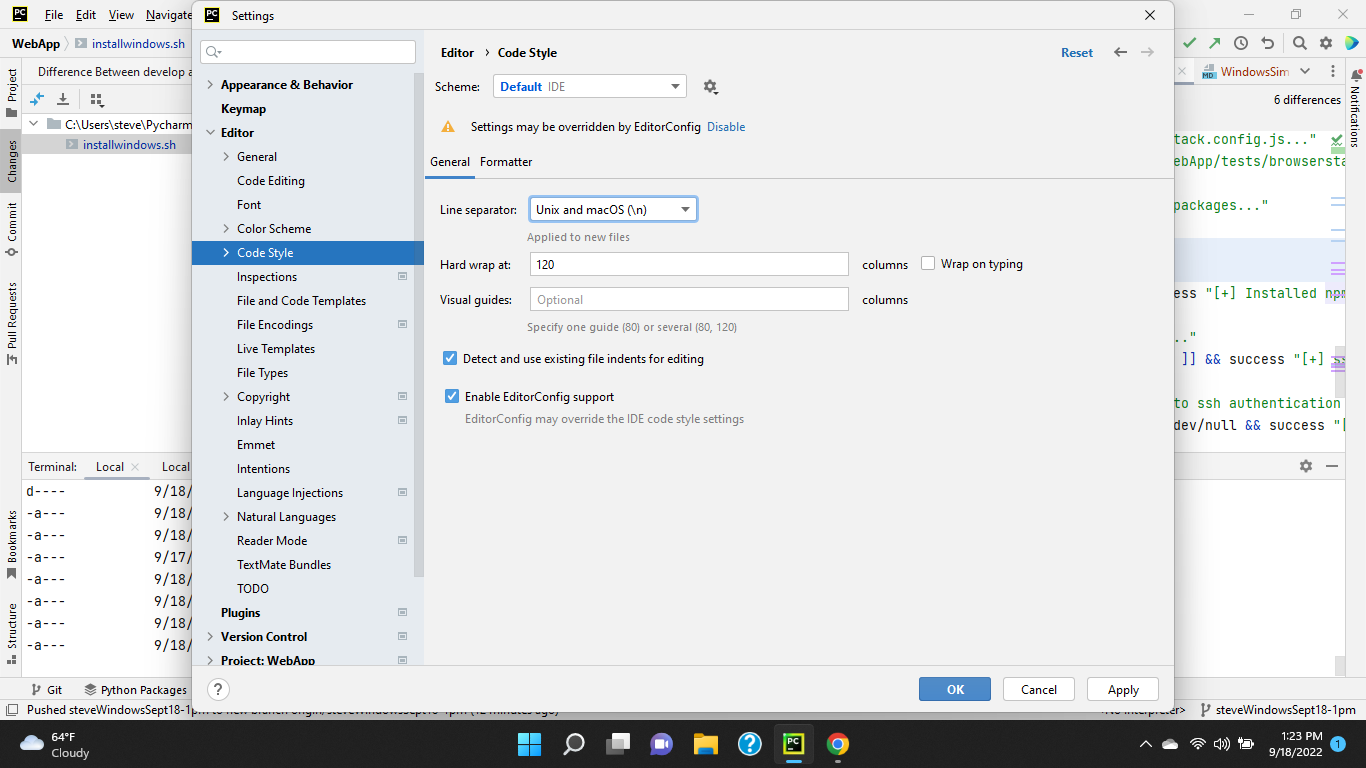 PC File Edit View Navigate
PC Settings
WebApp installwindows.sh
Difference Between develop a
C:\Users\steve\Pycharm
installwindows.sh
Project
Changes
Commit
Pull Requests
Bookmarks
Structure
Appearance & Behavior
Keymap
Editor
General
Code Editing
Font
Color Scheme
Code Style
Inspections
File and Code Templates
File Encodings
Live Templates
File Types
Copyright
Inlay Hints
Emmet
Intentions
Language Injections
Natural Languages
Reader Mode
TextMate Bundles
TODO
Plugins
Version Control
Project: WebApp
Editor › Code Style
Reset
Scheme: Default IDE
Settings may be overridden by EditorConfig Disable
General Formatter
Line separator: Unix and macOS (\n)
Applied to new files
Hard wrap at: 120 columns Wrap on typing
Visual guides: Optional columns
Specify one guide (80) or several (80, 120)
Detect and use existing file indents for editing
Enable EditorConfig support
EditorConfig may override the IDE code style settings
? OK Cancel Apply
MD WindowsSim
6 differences
Notifications
tack.config.js..."
ebApp/tests/browsersta
packages..."
ess "[+] Installed npm
.."
]] && success "[+] ss
to ssh authentication
dev/null && success "[
Terminal: Local Local
d---- 9/18/
-a--- 9/18/
-a--- 9/18/
-a--- 9/17/
-a--- 9/18/
-a--- 9/18/
-a--- 9/18/
-a--- 9/18/
Git Python Packages
Pushed steveWindowsSept18-1pm to new branch origin/steveWindowsSept18-1pm (12 minutes ago)
<No interpreter> steveWindowsSept18-1pm
64°F
Cloudy
PC
1:23 PM
9/18/2022 1